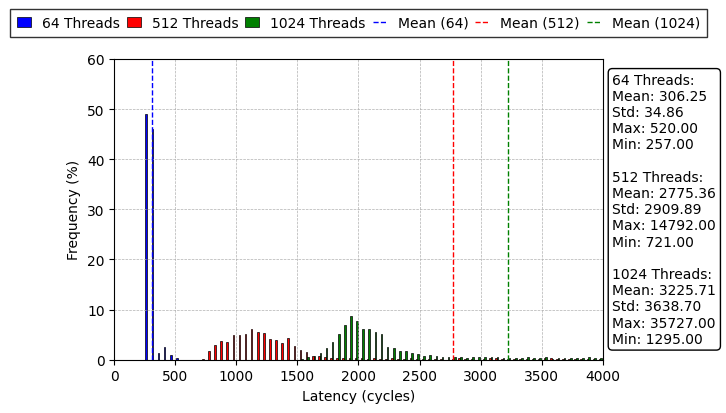 64 Threads 512 Threads 1024 Threads Mean (64) Mean (512) Mean (1024)
60
50
40
30
20
10
0
Frequency (%)
0 500 1000 1500 2000 2500 3000 3500 4000
Latency (cycles)
64 Threads:
Mean: 306.25
Std: 34.86
Max: 520.00
Min: 257.00
512 Threads:
Mean: 2775.36
Std: 2909.89
Max: 14792.00
Min: 721.00
1024 Threads:
Mean: 3225.71
Std: 3638.70
Max: 35727.00
Min: 1295.00